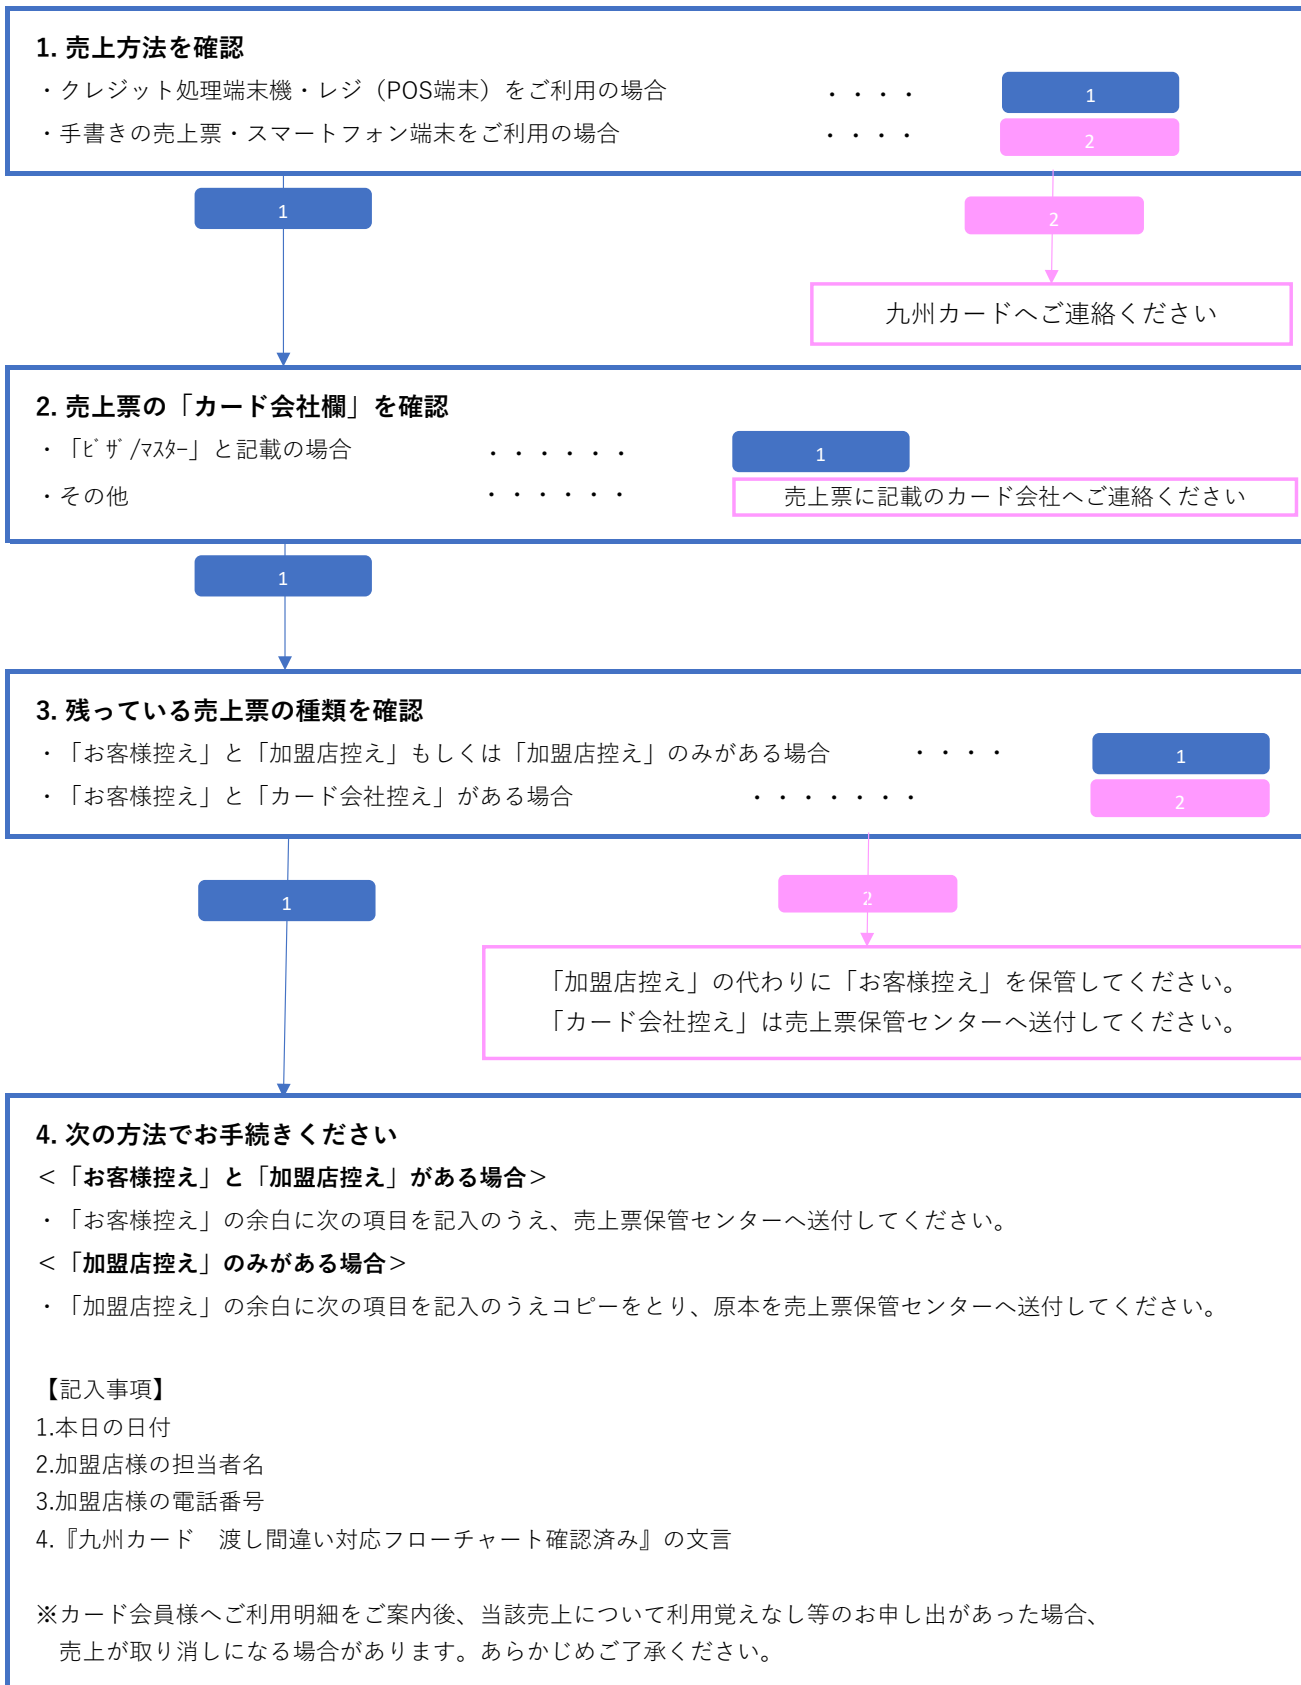 1. 売上方法を確認
・クレジット処理端末機・レジ（POS端末）をご利用の場合　・・・・　1
・手書きの売上票・スマートフォン端末をご利用の場合　・・・・　2
1
2
九州カードへご連絡ください
2. 売上票の「カード会社欄」を確認
・「ﾋﾞｻﾞ/ﾏｽﾀｰ」と記載の場合　・・・・・・　1
・その他　・・・・・・　売上票に記載のカード会社へご連絡ください
1
3. 残っている売上票の種類を確認
・「お客様控え」と「加盟店控え」もしくは「加盟店控え」のみがある場合　・・・・　1
・「お客様控え」と「カード会社控え」がある場合　・・・・・・・　2
1
2
「加盟店控え」の代わりに「お客様控え」を保管してください。
「カード会社控え」は売上票保管センターへ送付してください。
4. 次の方法でお手続きください
＜「お客様控え」と「加盟店控え」がある場合＞
・「お客様控え」の余白に次の項目を記入のうえ、売上票保管センターへ送付してください。
＜「加盟店控え」のみがある場合＞
・「加盟店控え」の余白に次の項目を記入のうえコピーをとり、原本を売上票保管センターへ送付してください。
【記入事項】
1.本日の日付
2.加盟店様の担当者名
3.加盟店様の電話番号
4.『九州カード　渡し間違い対応フローチャート確認済み』の文言
※カード会員様へご利用明細をご案内後、当該売上について利用覚えなし等のお申し出があった場合、
売上が取り消しになる場合があります。あらかじめご了承ください。